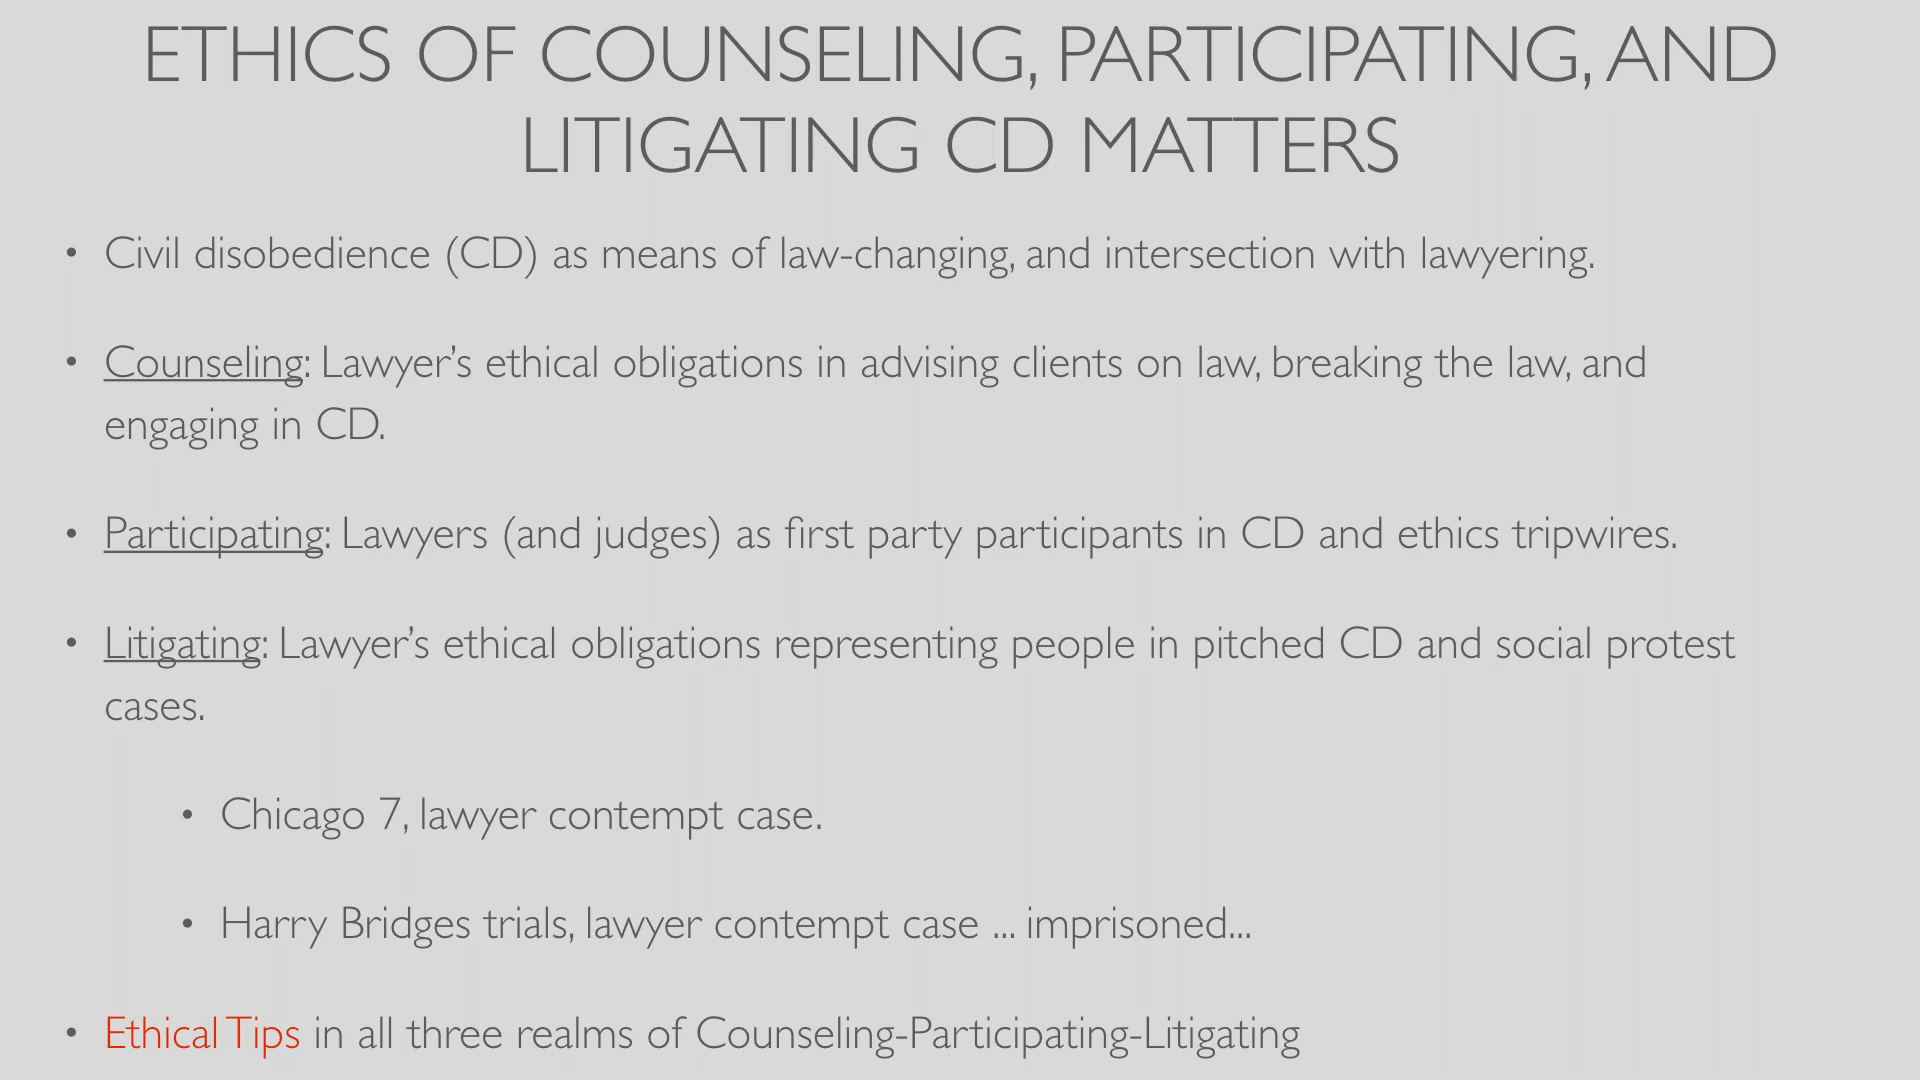 ETHICS OF COUNSELING, PARTICIPATING, AND
LITIGATING CD MATTERS
• Civil disobedience (CD) as means of law-changing, and intersection with lawyering.
• Counseling: Lawyer’s ethical obligations in advising clients on law, breaking the law, and
engaging in CD.
• Participating: Lawyers (and judges) as first party participants in CD and ethics tripwires.
• Litigating: Lawyer’s ethical obligations representing people in pitched CD and social protest
cases.
• Chicago 7, lawyer contempt case.
• Harry Bridges trials, lawyer contempt case ... imprisoned...
• Ethical Tips in all three realms of Counseling-Participating-Litigating